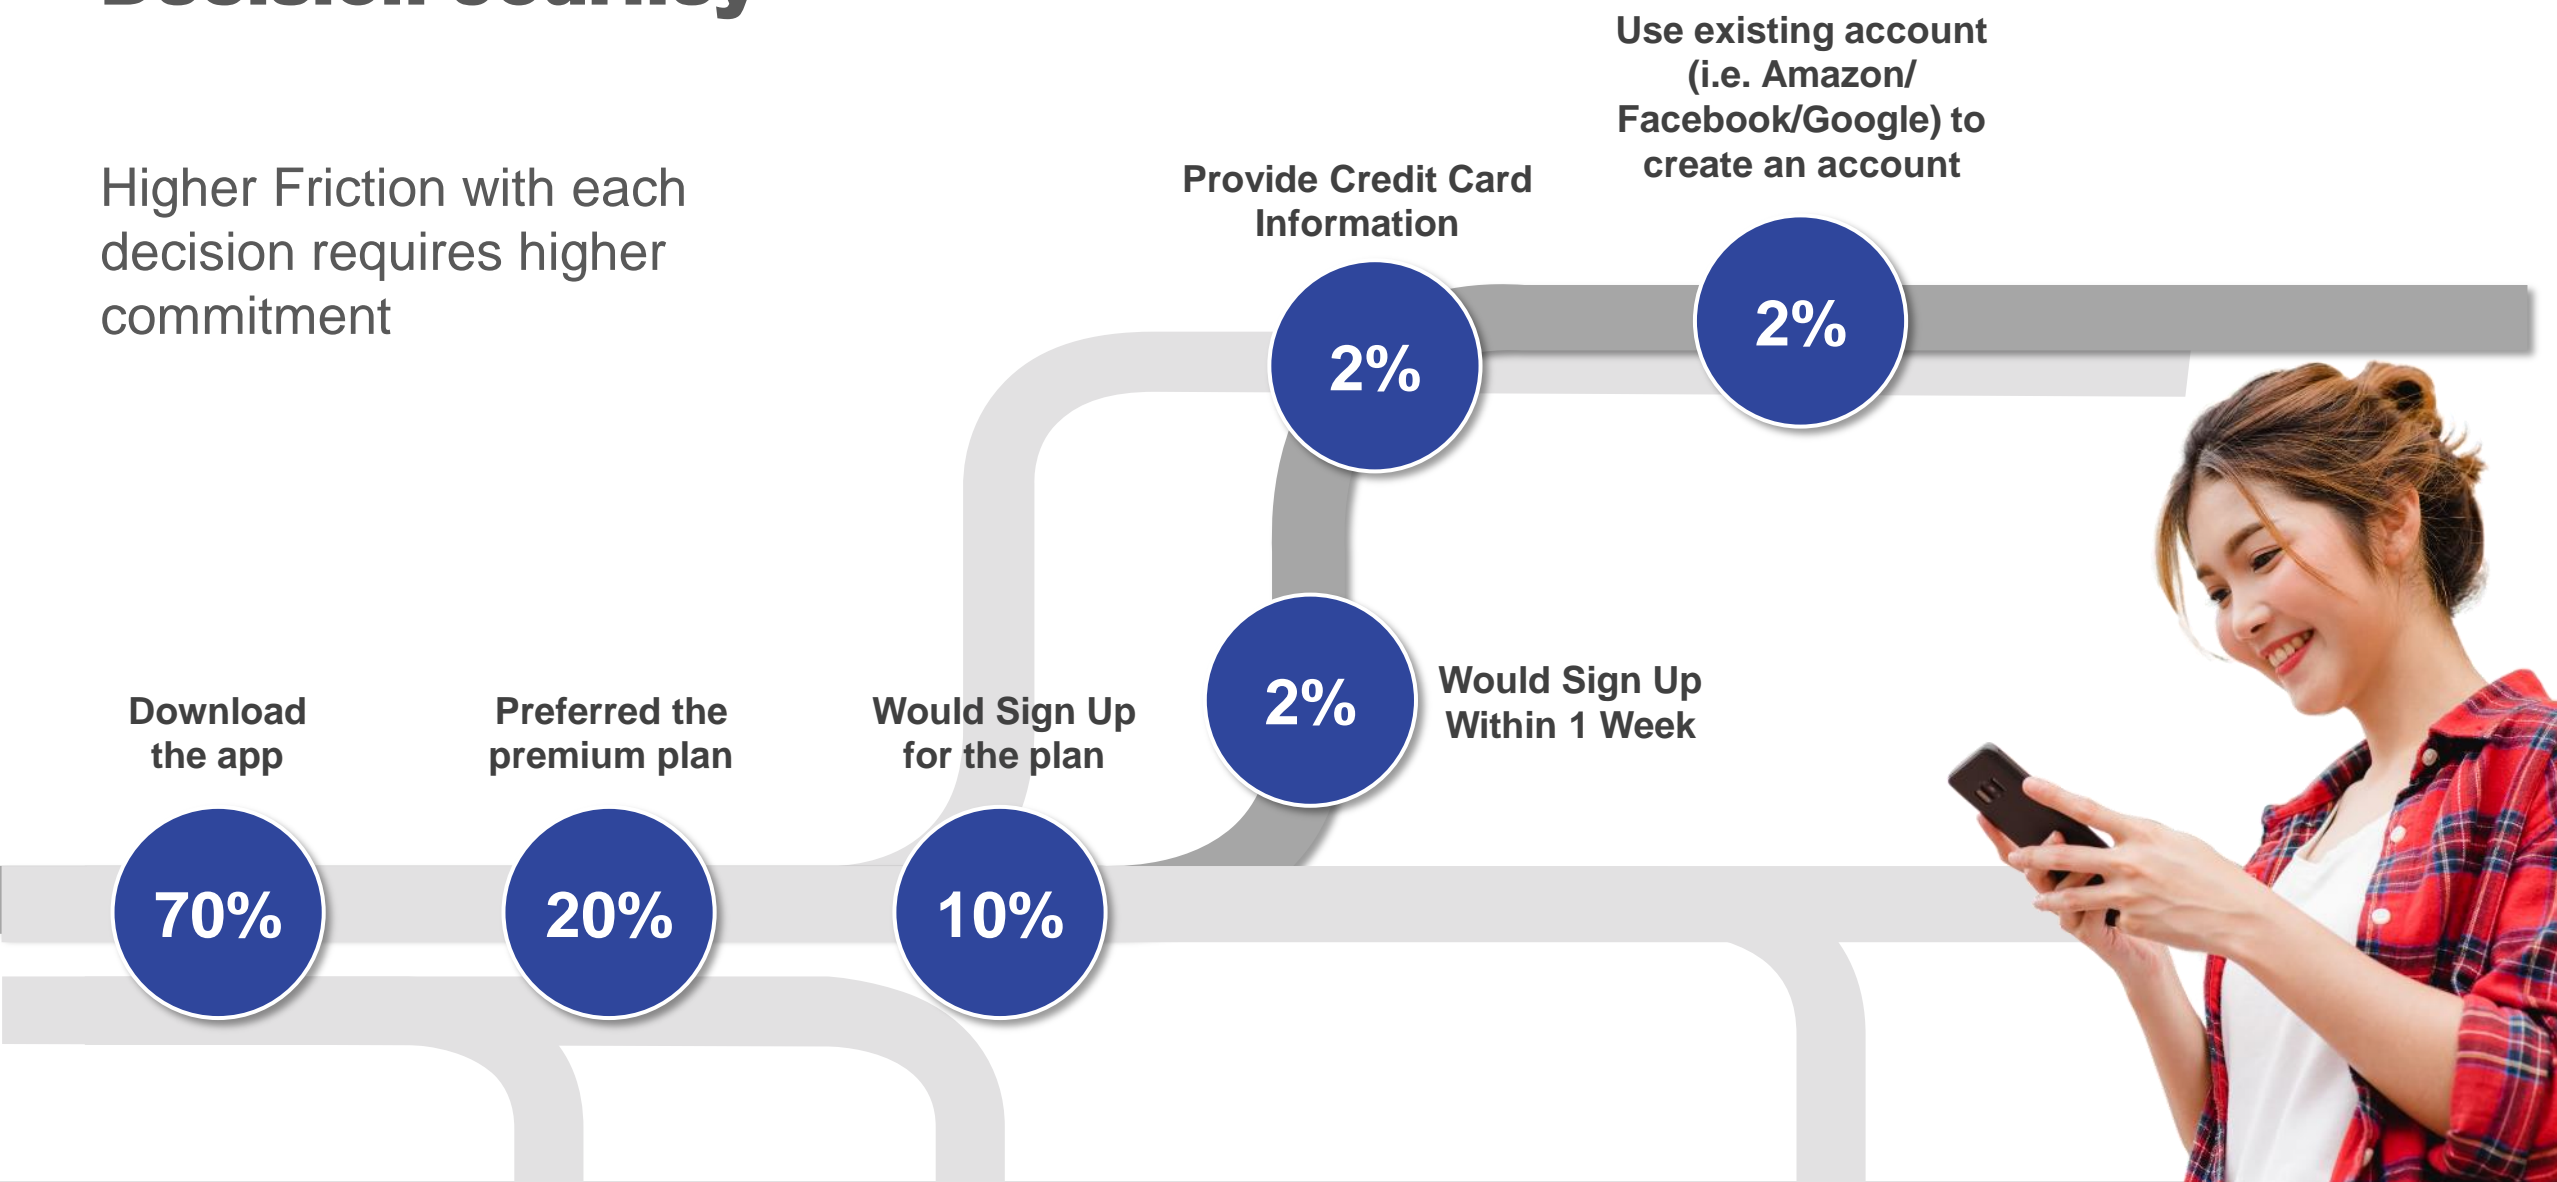 Decision Journey
Higher Friction with each
decision requires higher
commitment
Use existing account
(i.e. Amazon/
Facebook/Google) to
create an account
2%
Provide Credit Card
Information
2%
Would Sign Up
Within 1 Week
2%
Download
the app
70%
Preferred the
premium plan
20%
Would Sign Up
for the plan
10%